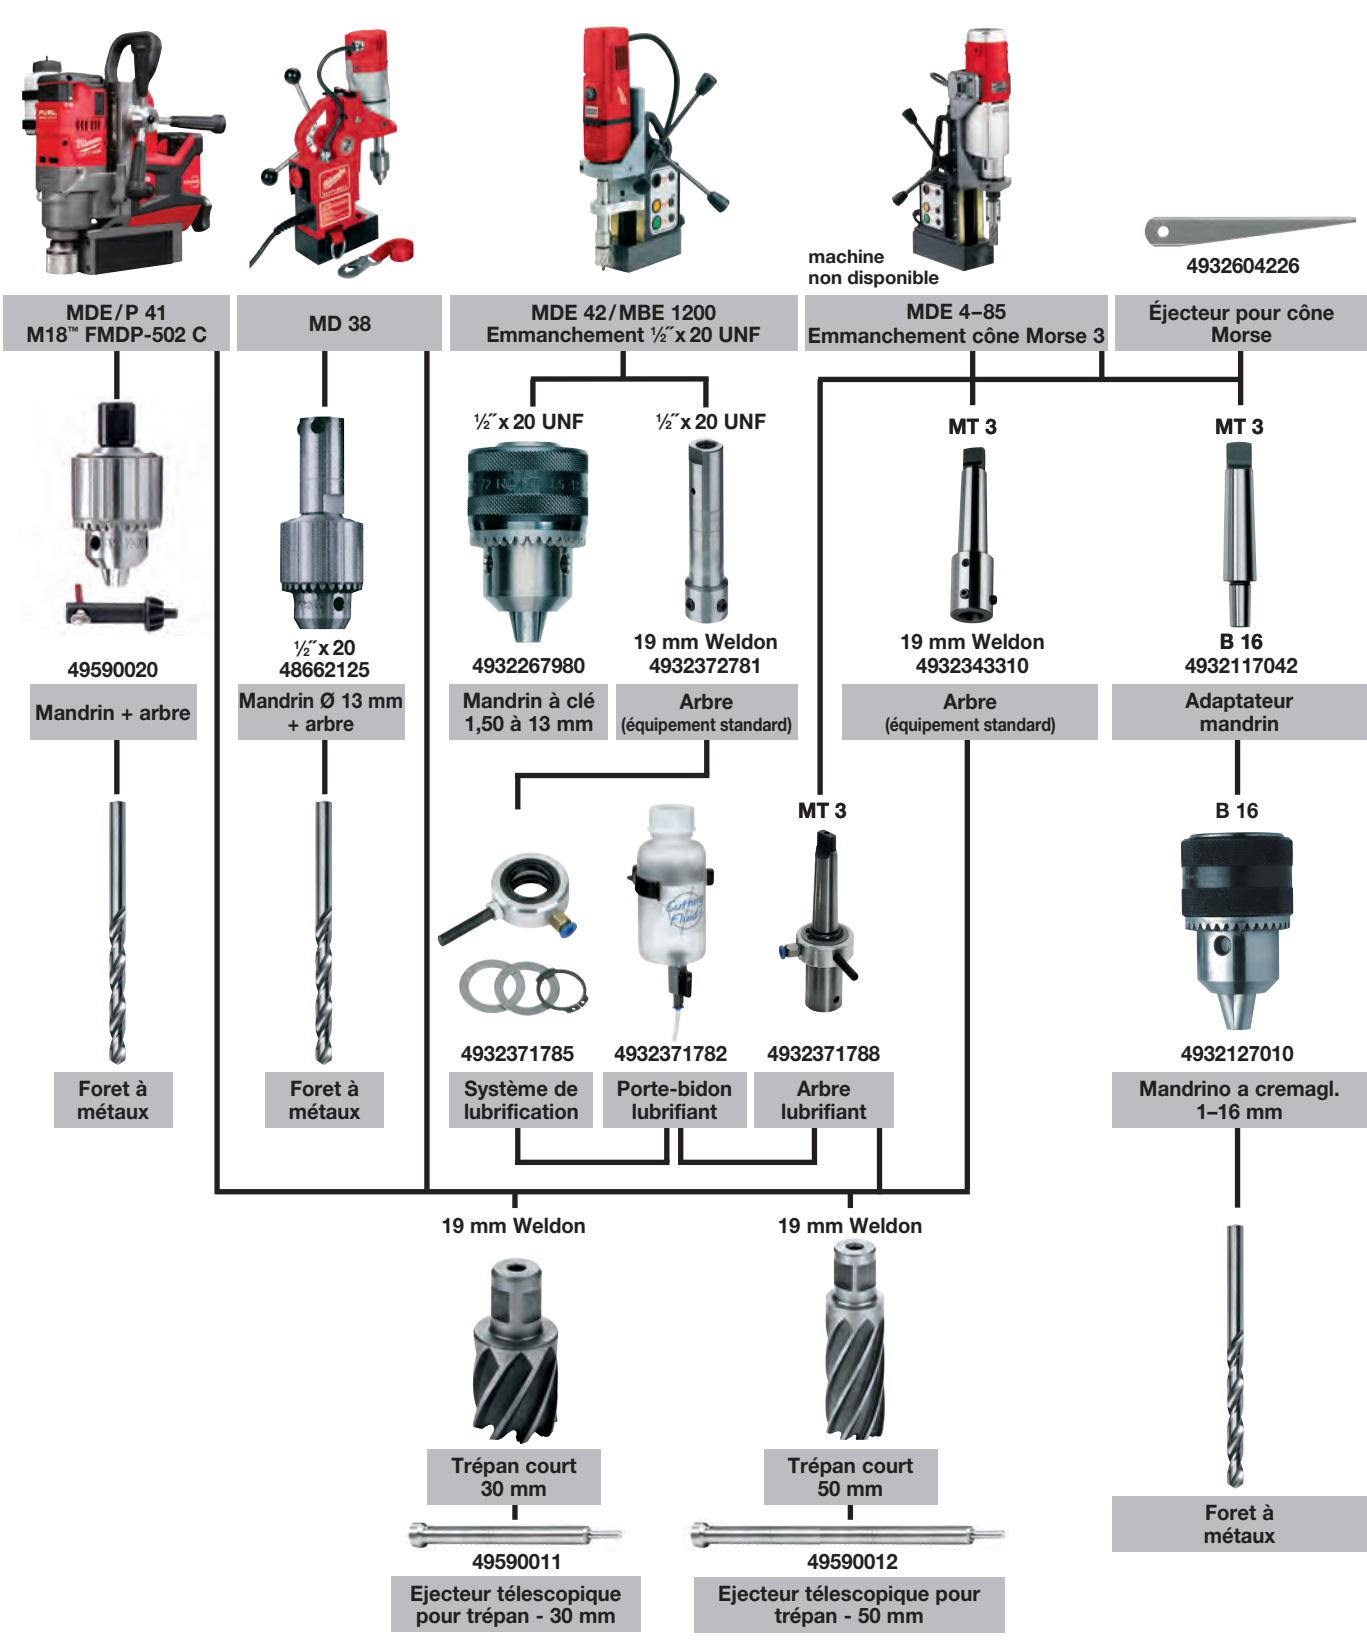 machine
non disponible
4932604226
MDE/P 41
M18™ FMDP-502 C
MD 38
MDE 42/MBE 1200
Emmanchement ½˝x 20 UNF
MDE 4–85
Emmanchement cône Morse 3
Éjecteur pour cône
Morse
½˝x 20 UNF
½˝x 20 UNF
MT 3
MT 3
49590020
½˝x 20
48662125
4932267980
19 mm Weldon
4932372781
19 mm Weldon
4932343310
B 16
4932117042
Mandrin + arbre
Mandrin Ø 13 mm
+ arbre
Mandrin à clé
1,50 à 13 mm
Arbre
(équipement standard)
Arbre
(équipement standard)
Adaptateur
mandrin
MT 3
B 16
Cutting
Fluid
4932371785
4932371782
4932371788
4932127010
Foret à
métaux
Foret à
métaux
Système de
lubrification
Porte-bidon
lubrifiant
Arbre
lubrifiant
Mandrino a cremagl.
1–16 mm
19 mm Weldon
19 mm Weldon
Trépan court
30 mm
Trépan court
50 mm
Foret à
métaux
49590011
49590012
Ejecteur télescopique
pour trépan - 30 mm
Ejecteur télescopique pour
trépan - 50 mm